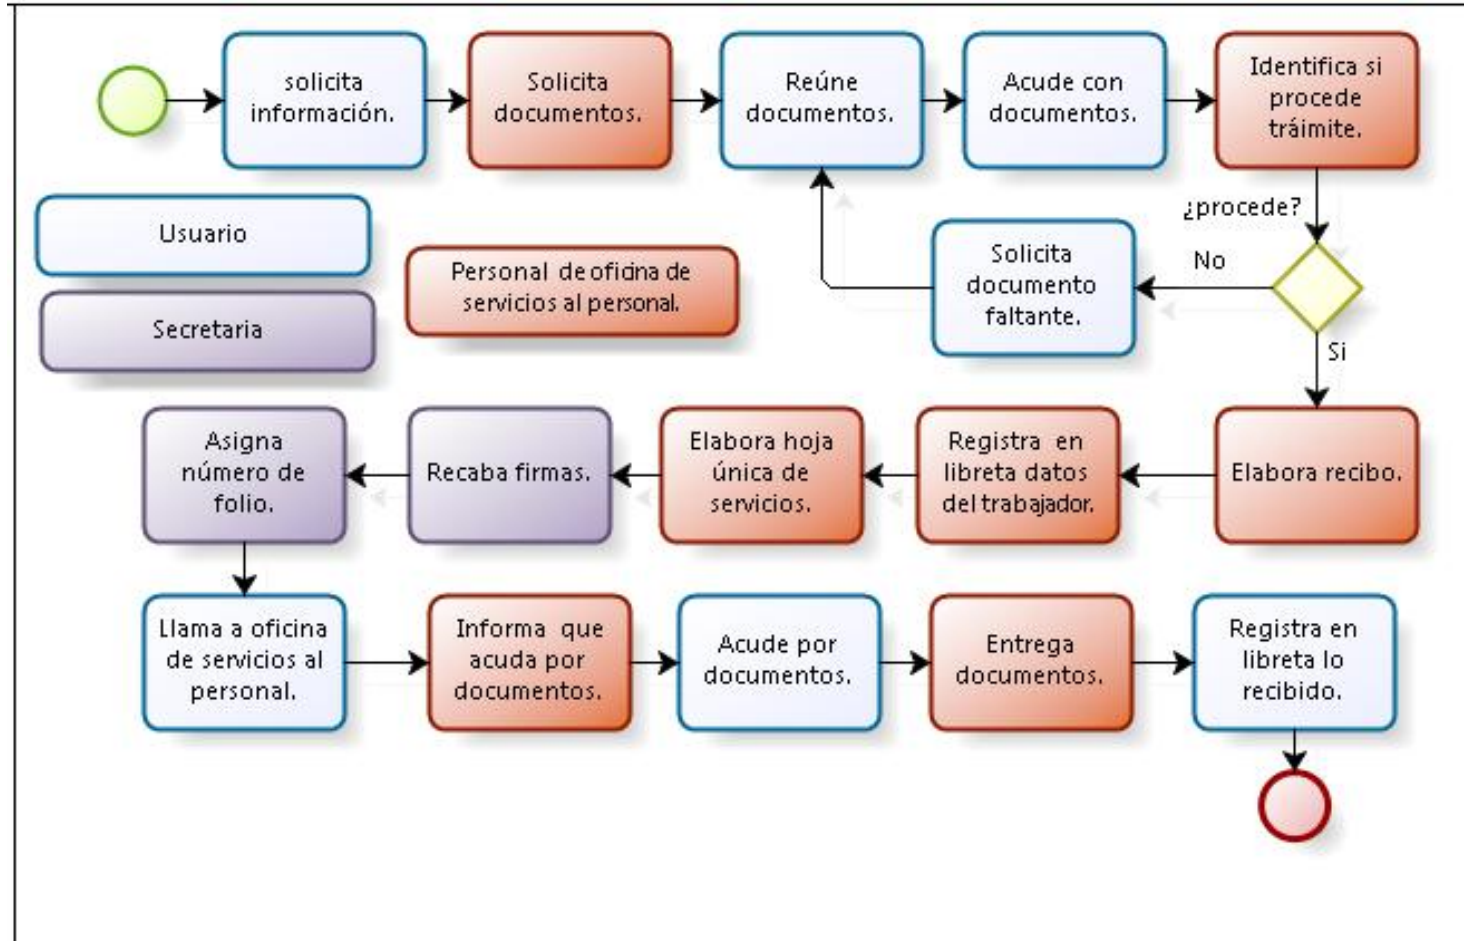 solicita
información.
Solicita
documentos.
Reúne
documentos.
Acude con
documentos.
Identifica si
procede
tráimite.
¿procede?
No
Si
Solicita
documento
faltante.
Usuario
Secretaria
Personal de oficina de
servicios al personal.
Elabora recibo.
Registra en
libreta datos
del trabajador.
Elabora hoja
única de
servicios.
Recaba firmas.
Asigna
número de
folio.
Llama a oficina
de servicios al
personal.
Informa que
acuda por
documentos.
Acude por
documentos.
Entrega
documentos.
Registra en
libreta lo
recibido.